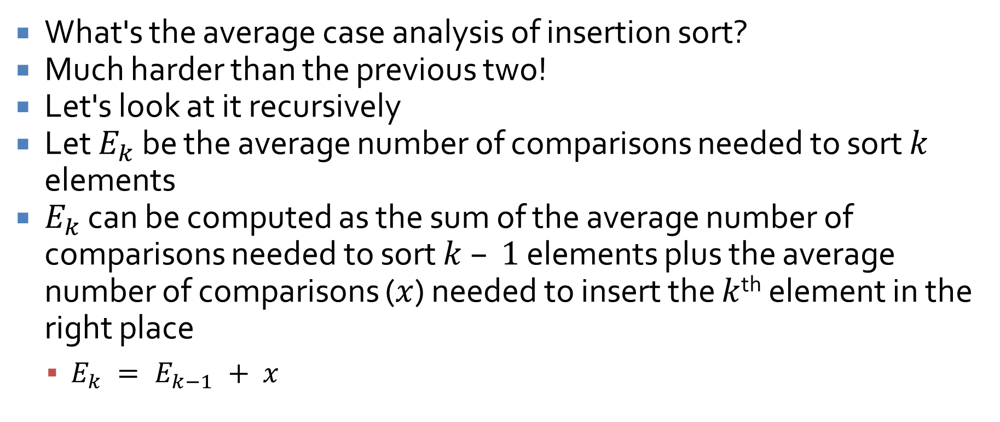 What's the average case analysis of insertion sort?
Much harder than the previous two!
Let's look at it recursively
Let E_k be the average number of comparisons needed to sort k
elements
E_k can be computed as the sum of the average number of
comparisons needed to sort k – 1 elements plus the average
number of comparisons (x) needed to insert the k^th element in the
right place
E_k = E_{k−1} + x